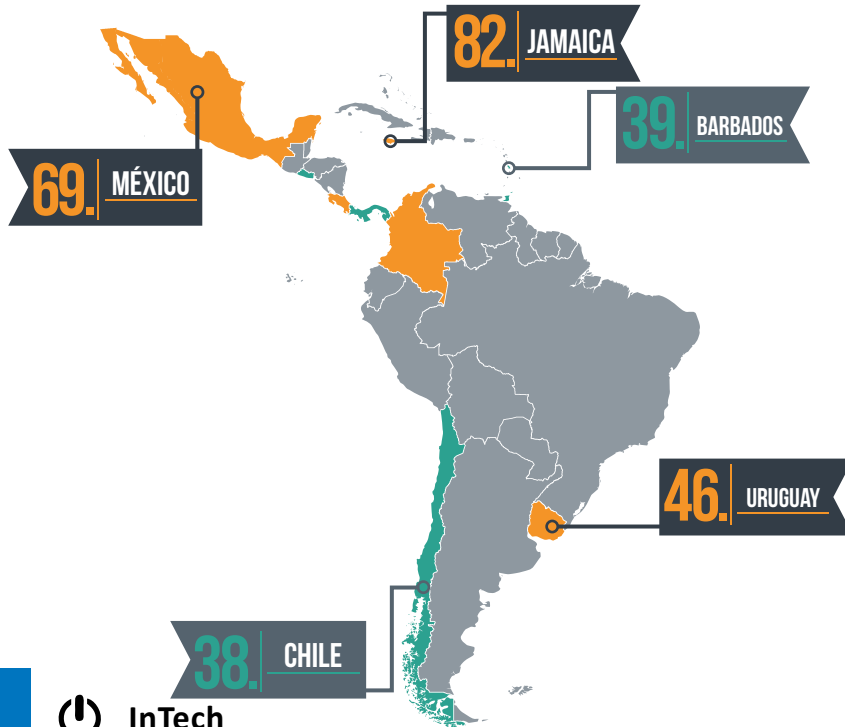 82. JAMAICA
39. BARBADOS
69. MÉXICO
46. URUGUAY
38. CHILE
InTech